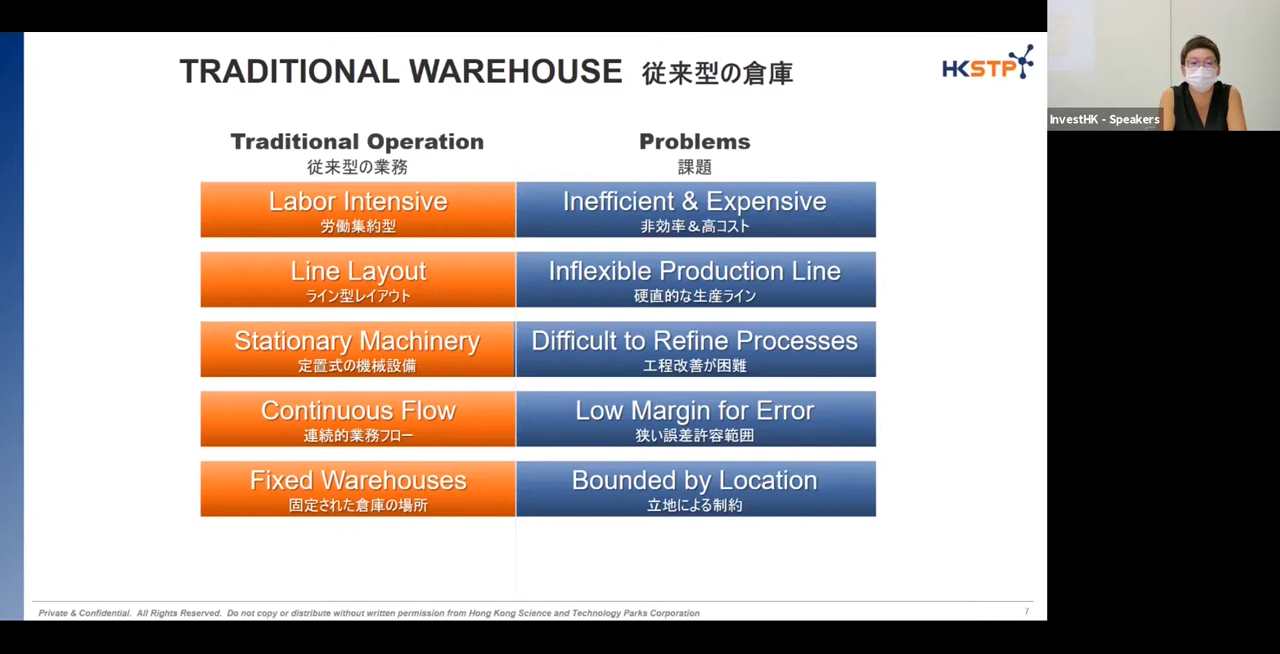 TRADITIONAL WAREHOUSE 従来型の倉庫
HKSTP
InvestHK - Speakers
Traditional Operation
従来型の業務
Problems
課題
Labor Intensive
労働集約型
Inefficient & Expensive
非効率＆高コスト
Line Layout
ライン型レイアウト
Inflexible Production Line
硬直的な生産ライン
Stationary Machinery
定置式の機械設備
Difficult to Refine Processes
工程改善が困難
Continuous Flow
連続的業務フロー
Low Margin for Error
狭い誤差許容範囲
Fixed Warehouses
固定された倉庫の場所
Bounded by Location
立地による制約
Private & Confidential. All Rights Reserved. Do not copy or distribute without written permission from Hong Kong Science and Technology Parks Corporation
7